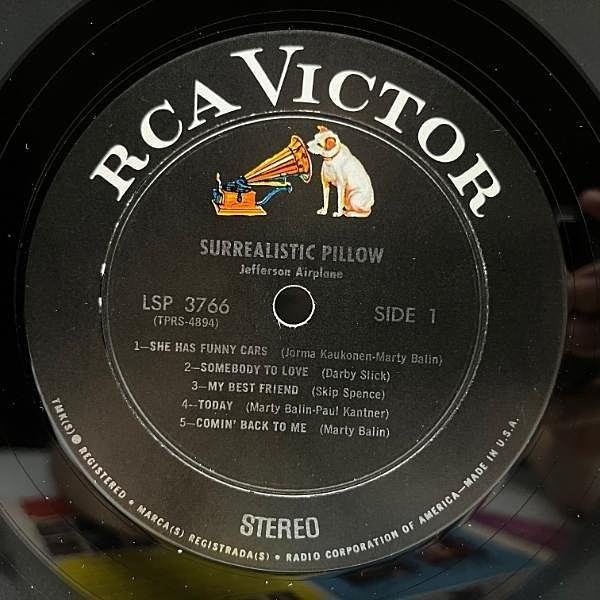 RCA VICTOR
SURREALISTIC PILLOW
Jefferson Airplane
LSP 3766
(TPRS-4894)
SIDE 1
1—SHE HAS FUNNY CARS (Jorma Kaukonen-Marty Balin)
2—SOMEBODY TO LOVE (Darby Slick)
3—MY BEST FRIEND (Skip Spence)
4—TODAY (Marty Balin-Paul Kantner)
5—COMIN' BACK TO ME (Marty Balin)
STEREO
TMK(S) ® REGISTERED • MARCA(S) REGISTRADA(S) • RADIO CORPORATION OF AMERICA—MADE IN U.S.A.